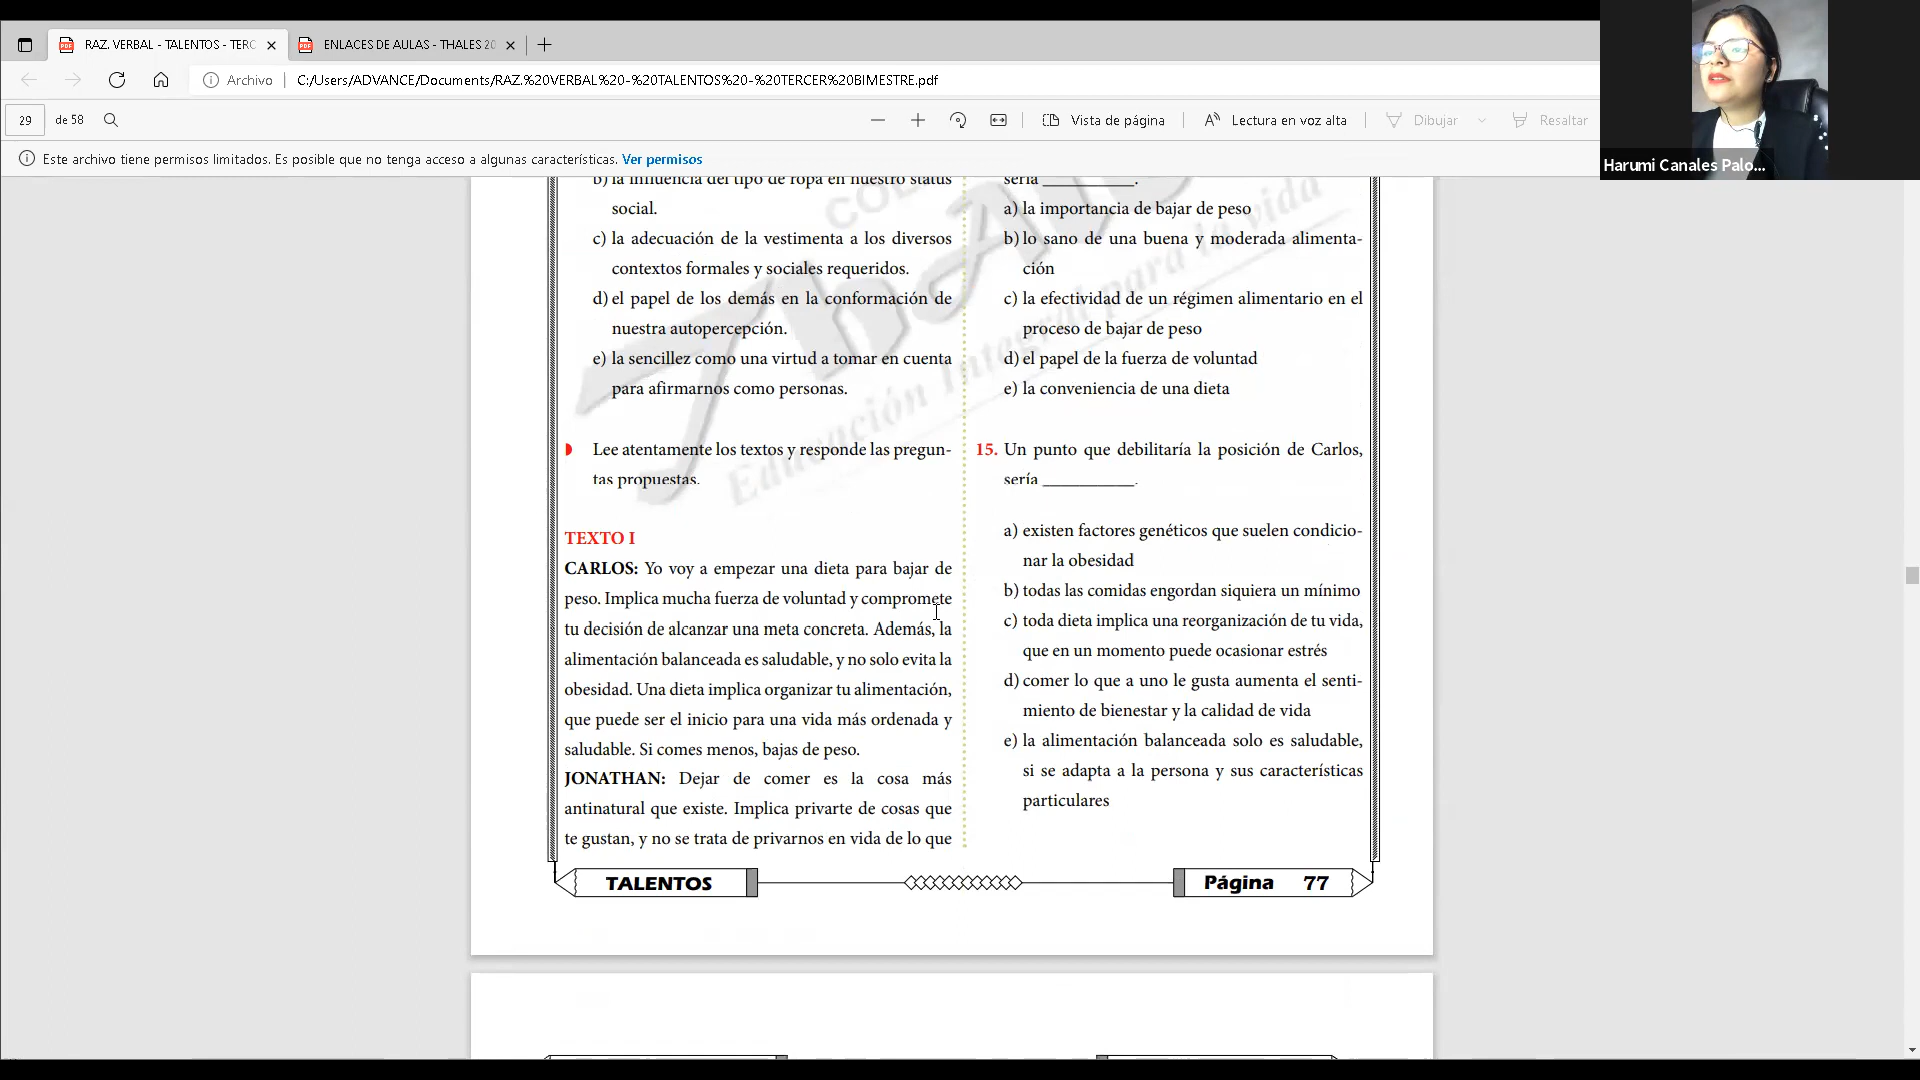 RAZ. VERBAL - TALENTOS - TERC
ENLACES DE AULAS - THALES 20
Archivo
C:/Users/ADVANCE/Documents/RAZ.%20VERBAL%20-%20TALENTOS%20-%20TERCER%20BIMESTRE.pdf
29 de 58
Vista de página
Lectura en voz alta
Dibujar
Resaltar
Este archivo tiene permisos limitados. Es posible que no tenga acceso a algunas características. Ver permisos
Harumi Canales Palo...
b) la influencia del tipo de ropa en nuestro status
social.
c) la adecuación de la vestimenta a los diversos
contextos formales y sociales requeridos.
d) el papel de los demás en la conformación de
nuestra autopercepción.
e) la sencillez como una virtud a tomar en cuenta
para afirmarnos como personas.
Lee atentamente los textos y responde las pregun-
tas propuestas.
TEXTO I
CARLOS: Yo voy a empezar una dieta para bajar de
peso. Implica mucha fuerza de voluntad y compromete
tu decisión de alcanzar una meta concreta. Además, la
alimentación balanceada es saludable, y no solo evita la
obesidad. Una dieta implica organizar tu alimentación,
que puede ser el inicio para una vida más ordenada y
saludable. Si comes menos, bajas de peso.
JONATHAN: Dejar de comer es la cosa más
antinatural que existe. Implica privarte de cosas que
te gustan, y no se trata de privarnos en vida de lo que
sería __________.
a) la importancia de bajar de peso
b) lo sano de una buena y moderada alimenta-
ción
c) la efectividad de un régimen alimentario en el
proceso de bajar de peso
d) el papel de la fuerza de voluntad
e) la conveniencia de una dieta
15. Un punto que debilitaría la posición de Carlos,
sería __________.
a) existen factores genéticos que suelen condicio-
nar la obesidad
b) todas las comidas engordan siquiera un mínimo
c) toda dieta implica una reorganización de tu vida,
que en un momento puede ocasionar estrés
d) comer lo que a uno le gusta aumenta el senti-
miento de bienestar y la calidad de vida
e) la alimentación balanceada solo es saludable,
si se adapta a la persona y sus características
particulares
COL
Thal
Educación Integral para la vida
TALENTOS
Página 77